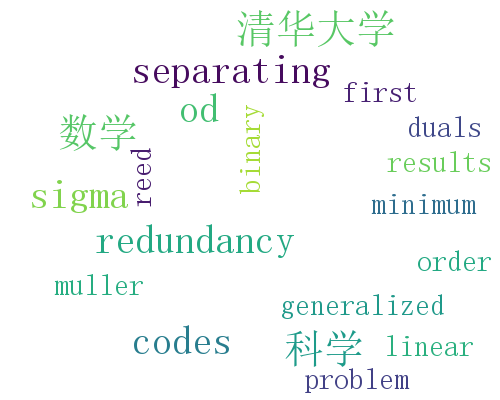 清华大学
separating
first
od
binary
duals
数学
reed
results
sigma
minimum
redundancy
order
muller
generalized
codes
科学
linear
problem